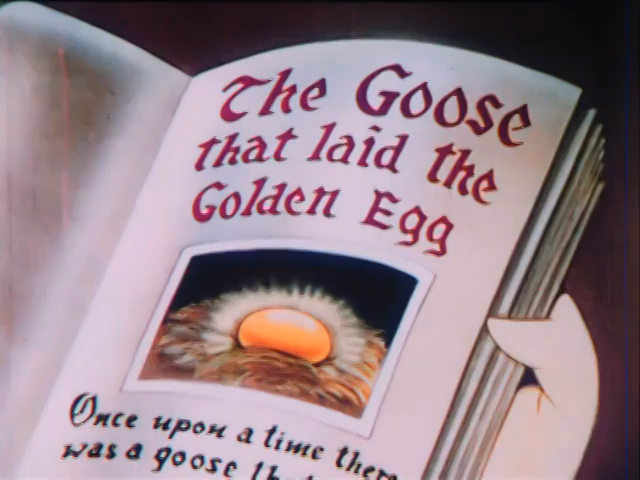 The Goose
that laid the
Golden Egg
Once upon a time there
was a goose